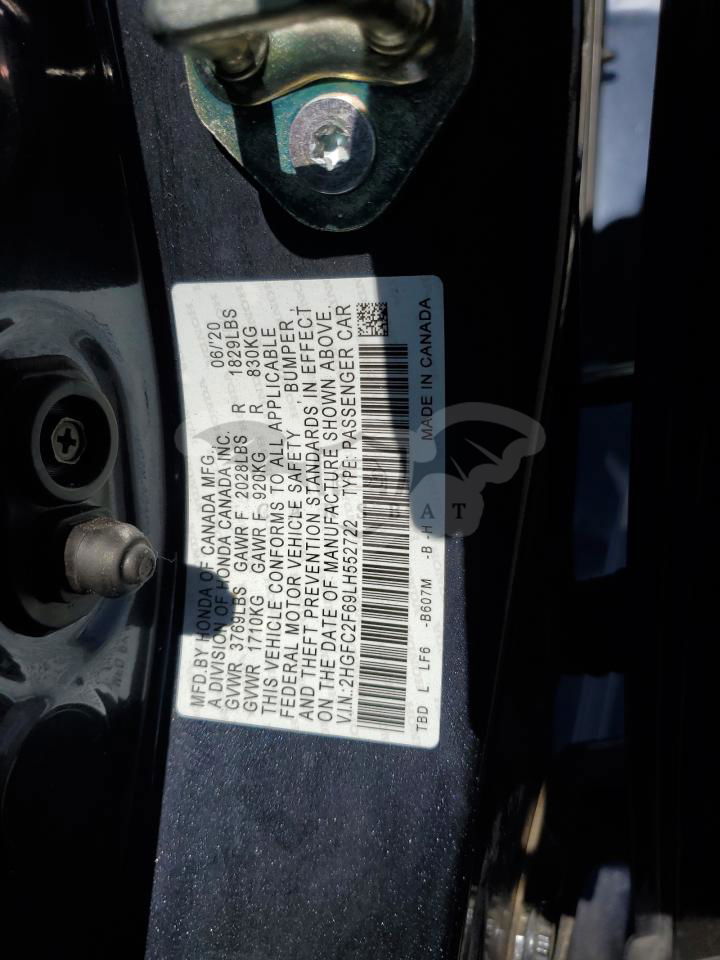 MFD.BY HONDA OF CANADA MFG. 06/'20
A DIVISION OF HONDA CANADA INC.
GVWR 3769LBS GAWR F 2028LBS R 1829LBS
GVWR 1710KG GAWR F 920KG R 830KG
THIS VEHICLE CONFORMS TO ALL APPLICABLE
FEDERAL MOTOR VEHICLE SAFETY , BUMPER ,
AND THEFT PREVENTION STANDARDS IN EFFECT
ON THE DATE OF MANUFACTURE SHOWN ABOVE.
V.I.N.:2HGFC2F69LH552722 TYPE: PASSENGER CAR
TBD L LF6 -B607M -B -H MADE IN CANADA